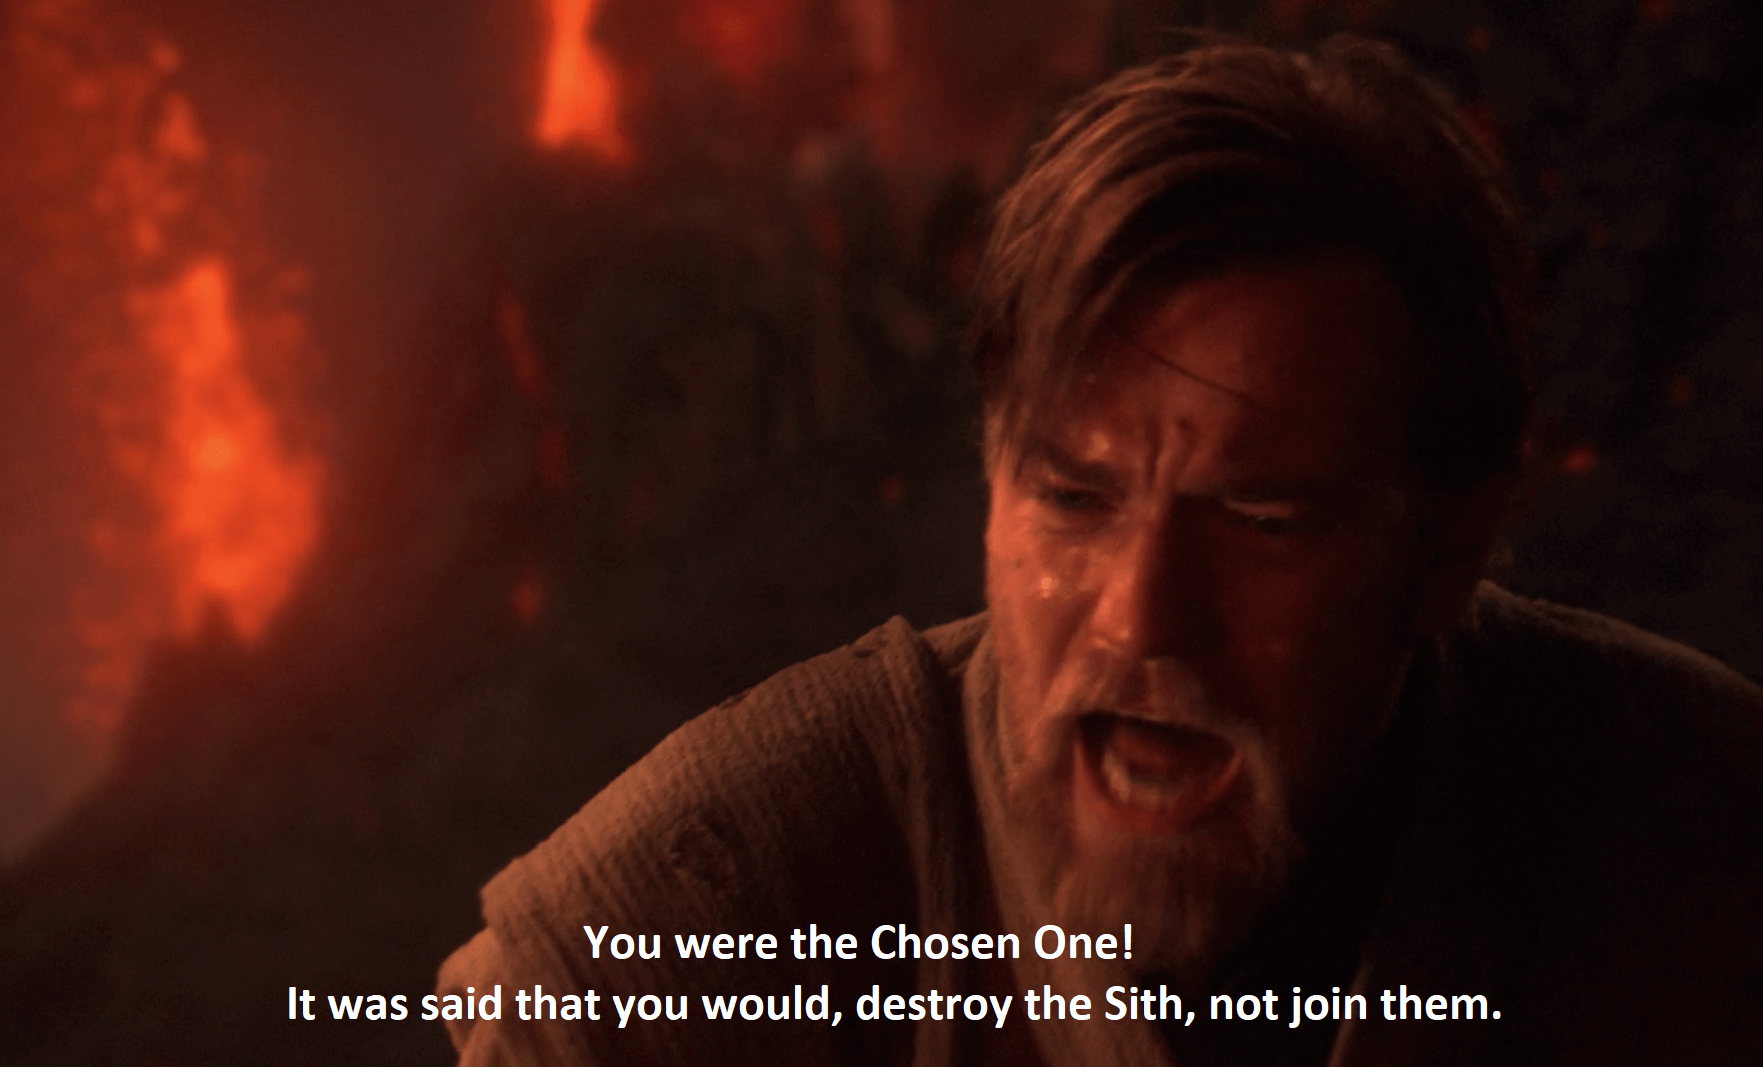 You were the Chosen One!
It was said that you would, destroy the Sith, not join them.